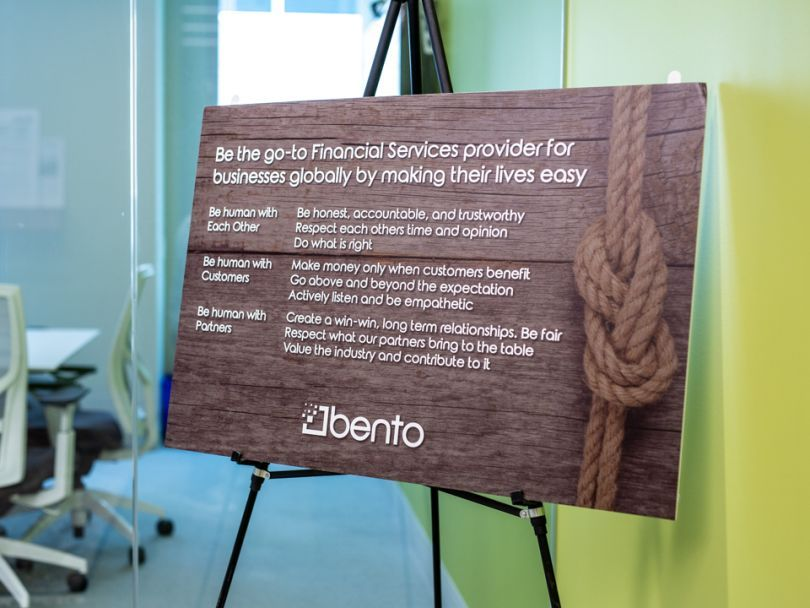 Be the go-to Financial Services provider for
businesses globally by making their lives easy
Be human with
Each Other
Be honest, accountable, and trustworthy
Respect each others time and opinion
Do what is right
Be human with
Customers
Make money only when customers benefit
Go above and beyond the expectation
Actively listen and be empathetic
Be human with
Partners
Create a win-win, long term relationships. Be fair
Respect what our partners bring to the table
Value the industry and contribute to it
bento